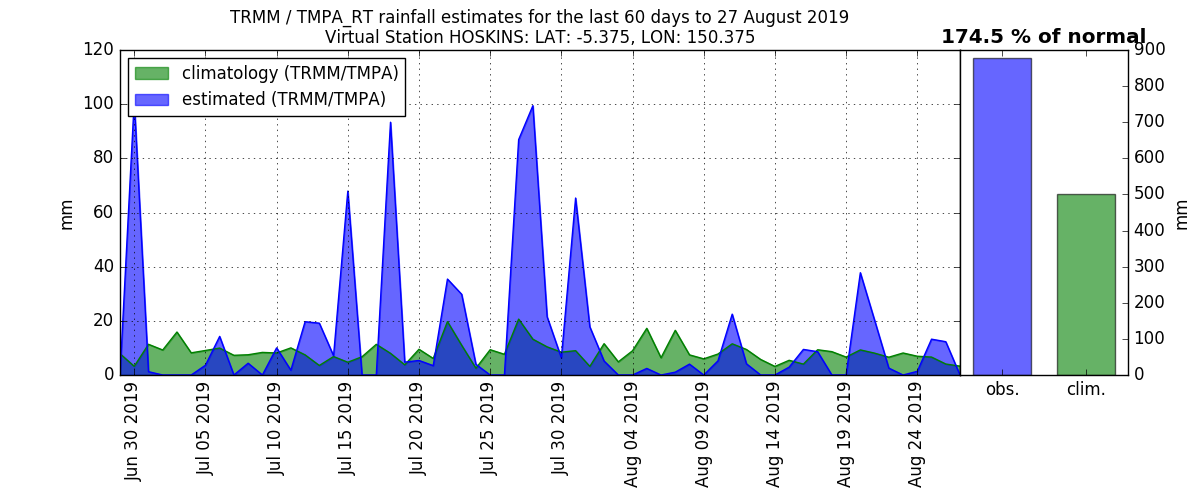 TRMM / TMPA_RT rainfall estimates for the last 60 days to 27 August 2019
Virtual Station HOSKINS: LAT: -5.375, LON: 150.375
174.5 % of normal
climatology (TRMM/TMPA)
estimated (TRMM/TMPA)
120
100
80
60
40
20
0
mm
Jun 30 2019
Jul 05 2019
Jul 10 2019
Jul 15 2019
Jul 20 2019
Jul 25 2019
Jul 30 2019
Aug 04 2019
Aug 09 2019
Aug 14 2019
Aug 19 2019
Aug 24 2019
obs.
clim.
900
800
700
600
500
400
300
200
100
0
mm